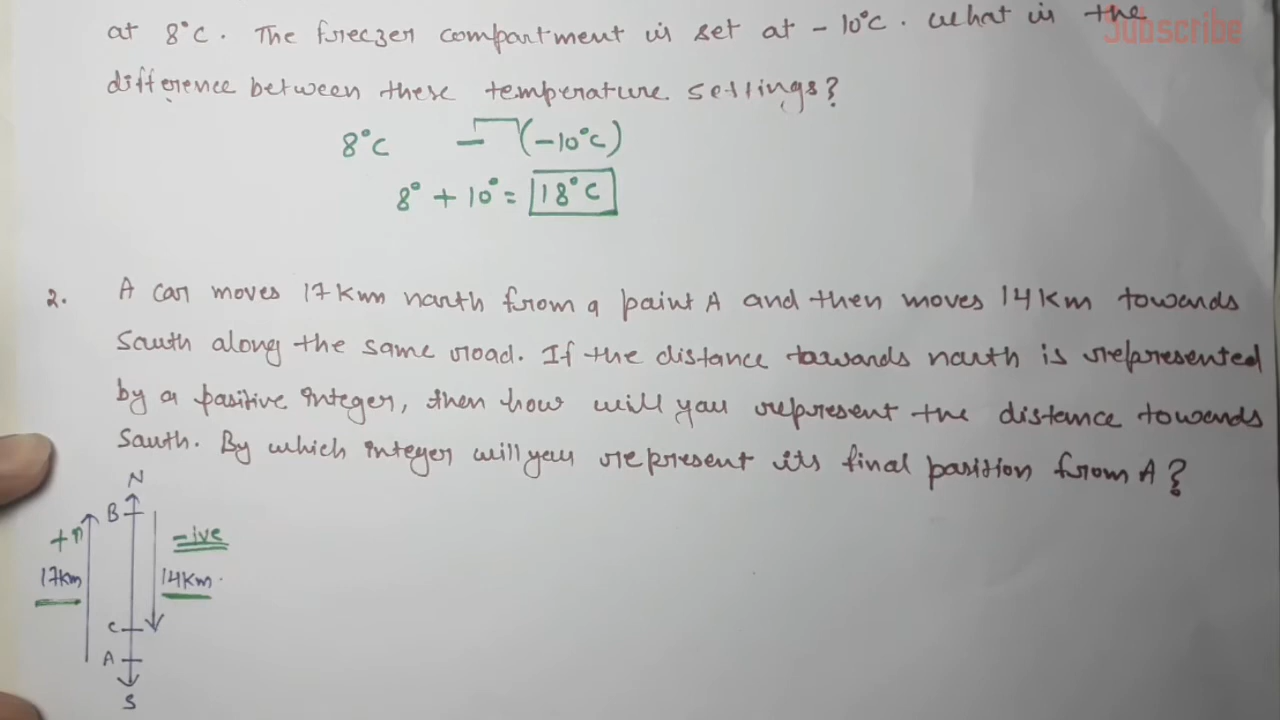 at 8°C. The freezer compartment is set at -10°C. What is the
Subscribe
difference between these temperature settings?
8°C - (-10°C)
8° + 10° = 18°C
2. A car moves 17 Km north from a point A and then moves 14 Km towards
South along the same road. If the distance towards north is represented
by a positive integer, then how will you represent the distance towards
South. By which integer will you represent its final position from A?
N
B
+
-ive
17km
14km.
C
A
S